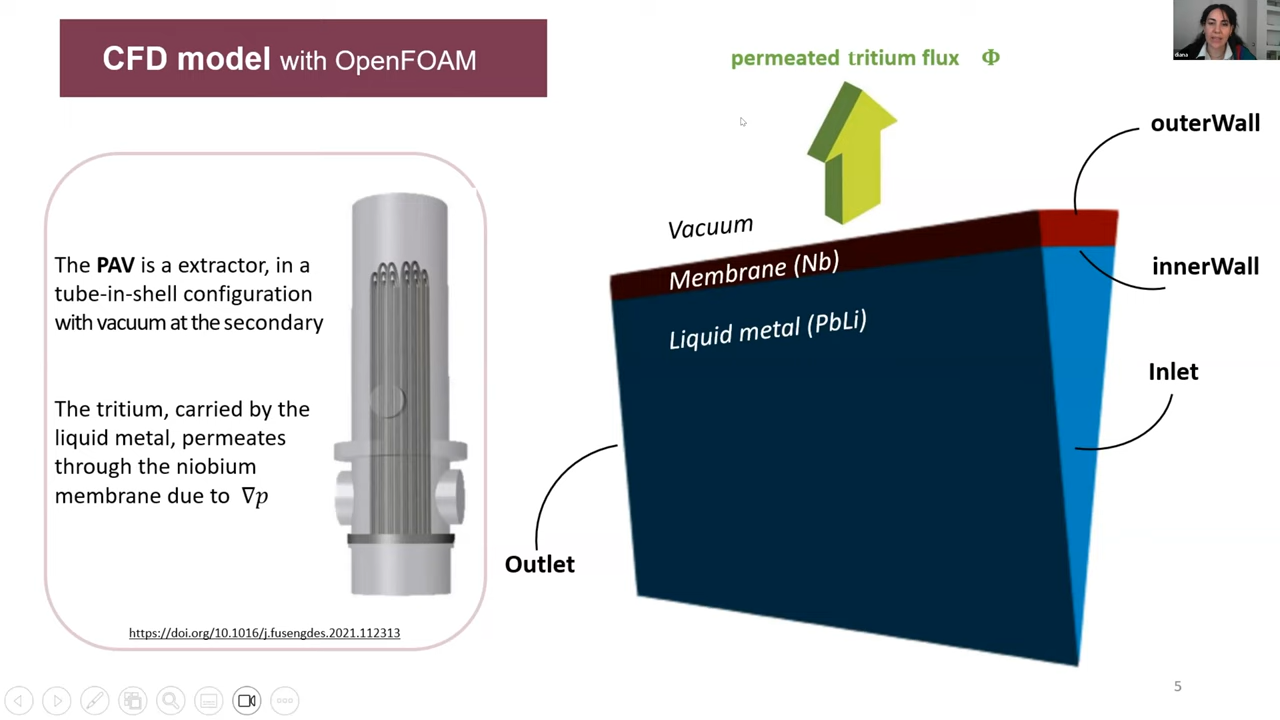 CFD model with OpenFOAM
The PAV is a extractor, in a
tube-in-shell configuration
with vacuum at the secondary
The tritium, carried by the
liquid metal, permeates
through the niobium
membrane due to ∇p
https://doi.org/10.1016/j.fusengdes.2021.112313
permeated tritium flux Φ
outerWall
Vacuum
Membrane (Nb)
innerWall
Liquid metal (PbLi)
Inlet
Outlet
5
diana